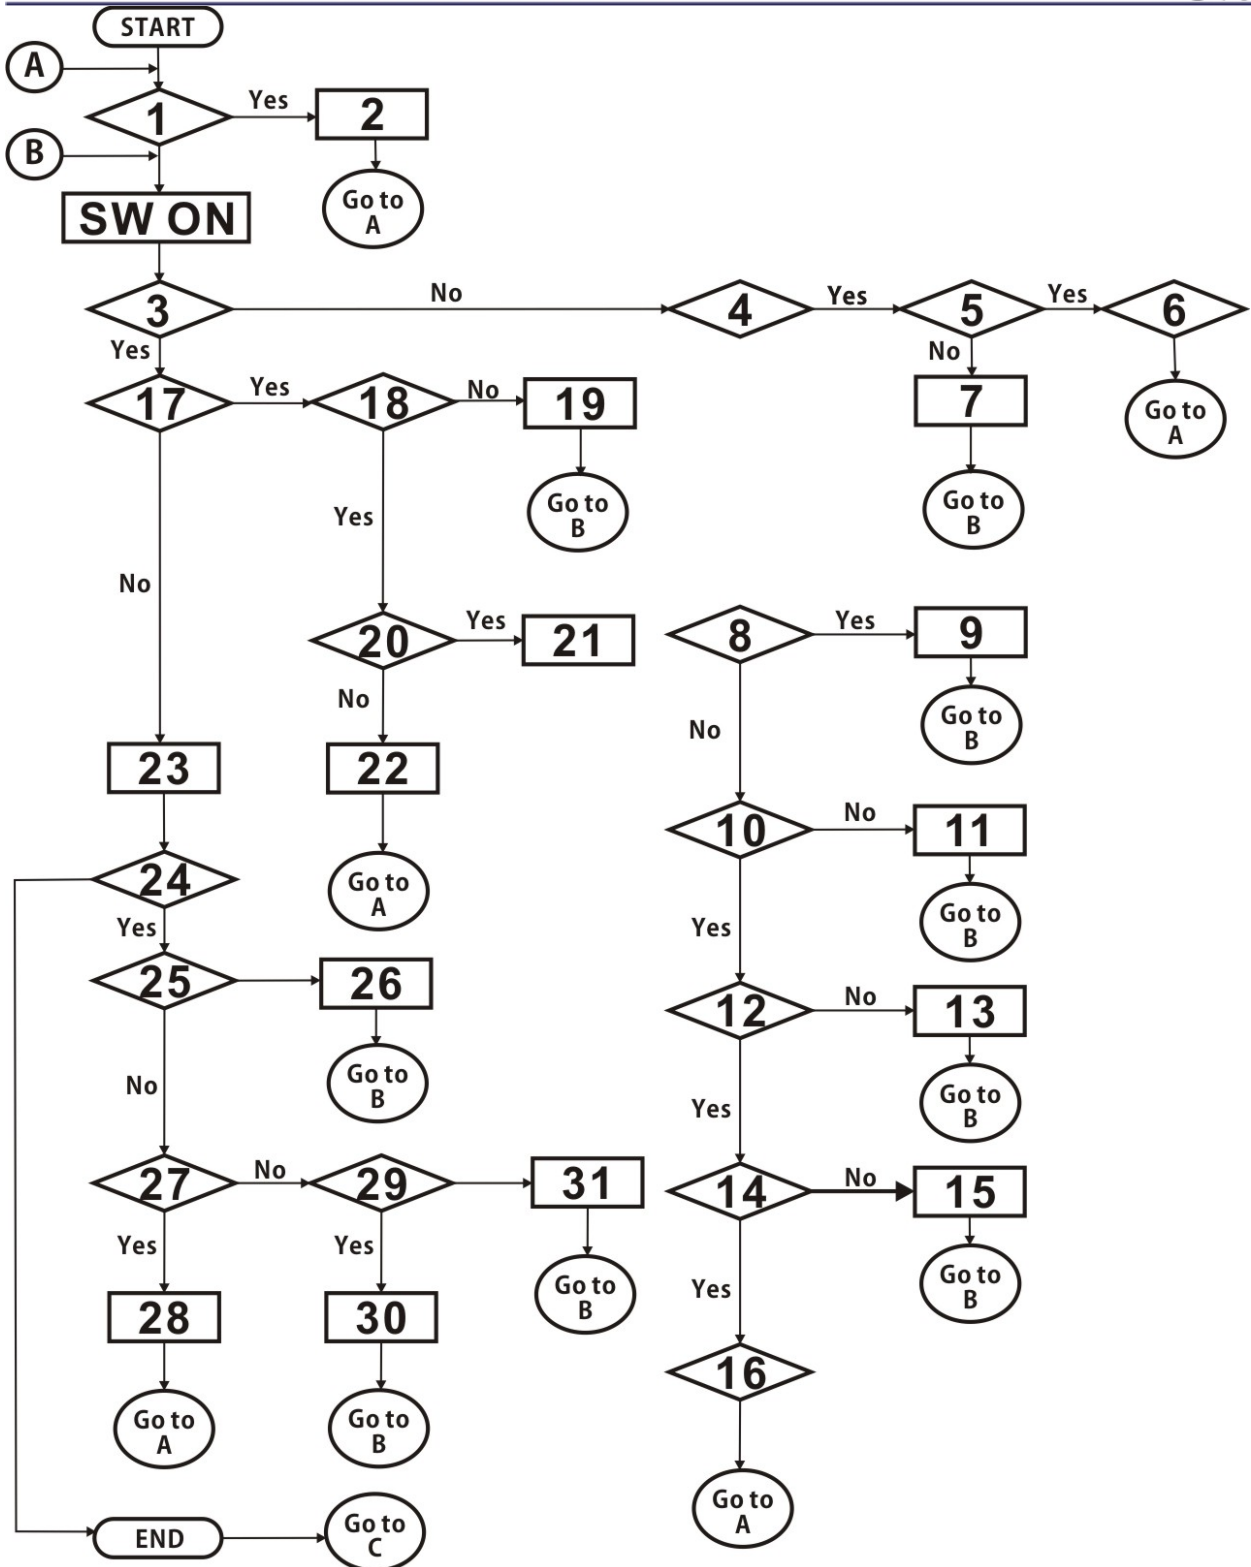 START
A
1
Yes
2
B
Go to
A
SW ON
3
No
4
Yes
5
Yes
6
Yes
No
17
Yes
18
No
19
7
Go to
A
Go to
B
Go to
B
Yes
No
20
Yes
21
8
Yes
9
No
No
Go to
B
23
22
10
No
11
Go to
A
24
Go to
B
Yes
Yes
25
26
12
No
13
Go to
B
No
Go to
B
Yes
27
No
29
31
14
No
15
Yes
Yes
Go to
B
Go to
B
Yes
28
30
16
Go to
A
Go to
B
Go to
A
END
Go to
C